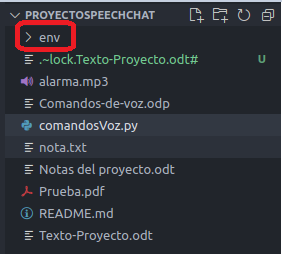 PROYECTOSPEECHCHAT
env
.~lock.Texto-Proyecto.odt# U
alarma.mp3
Comandos-de-voz.odp
comandosVoz.py
nota.txt
Notas del proyecto.odt
Prueba.pdf
README.md
Texto-Proyecto.odt